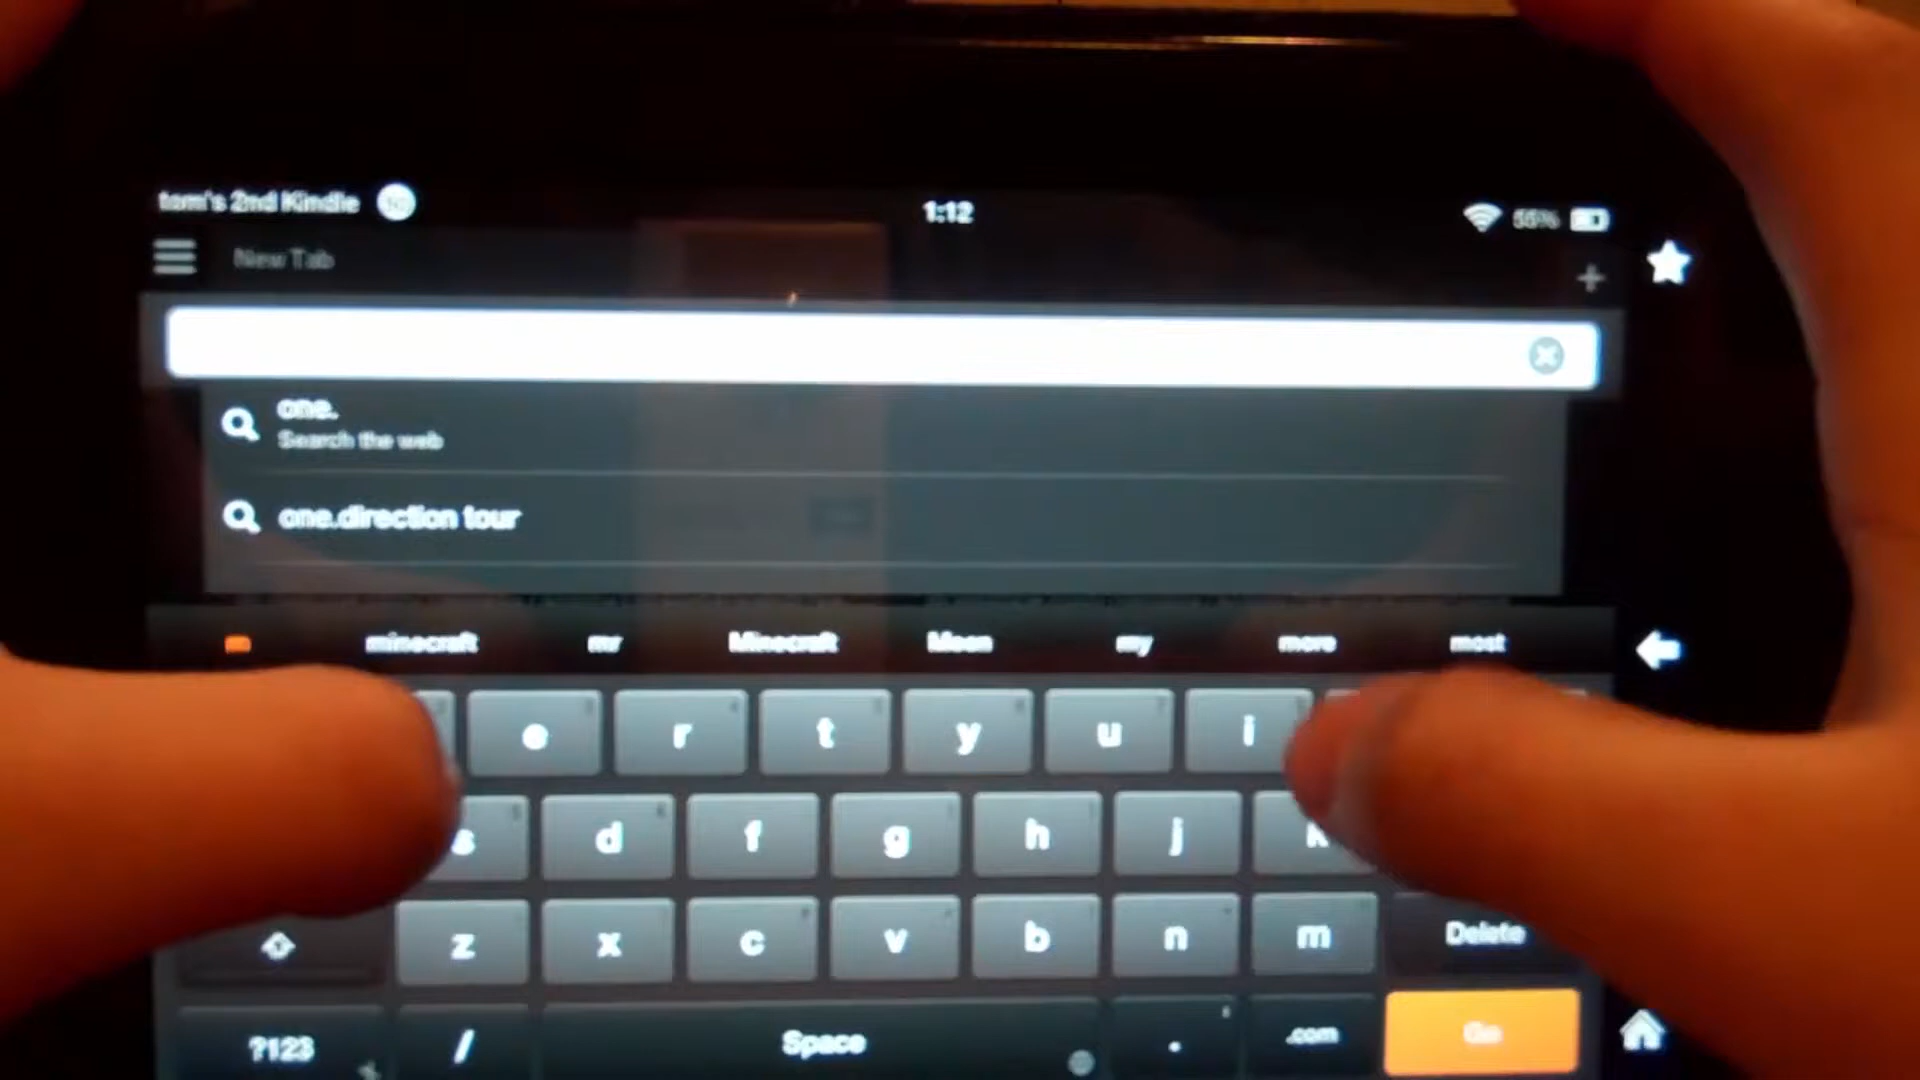 tom's 2nd Kindle 1:12 55%
New Tab +
one.
Search the web
one.direction tour
m minecraft mr Minecraft Moon my more most
e r t y u i
s d f g h j k
z x c v b n m Delete
?123 / Space . .com Go